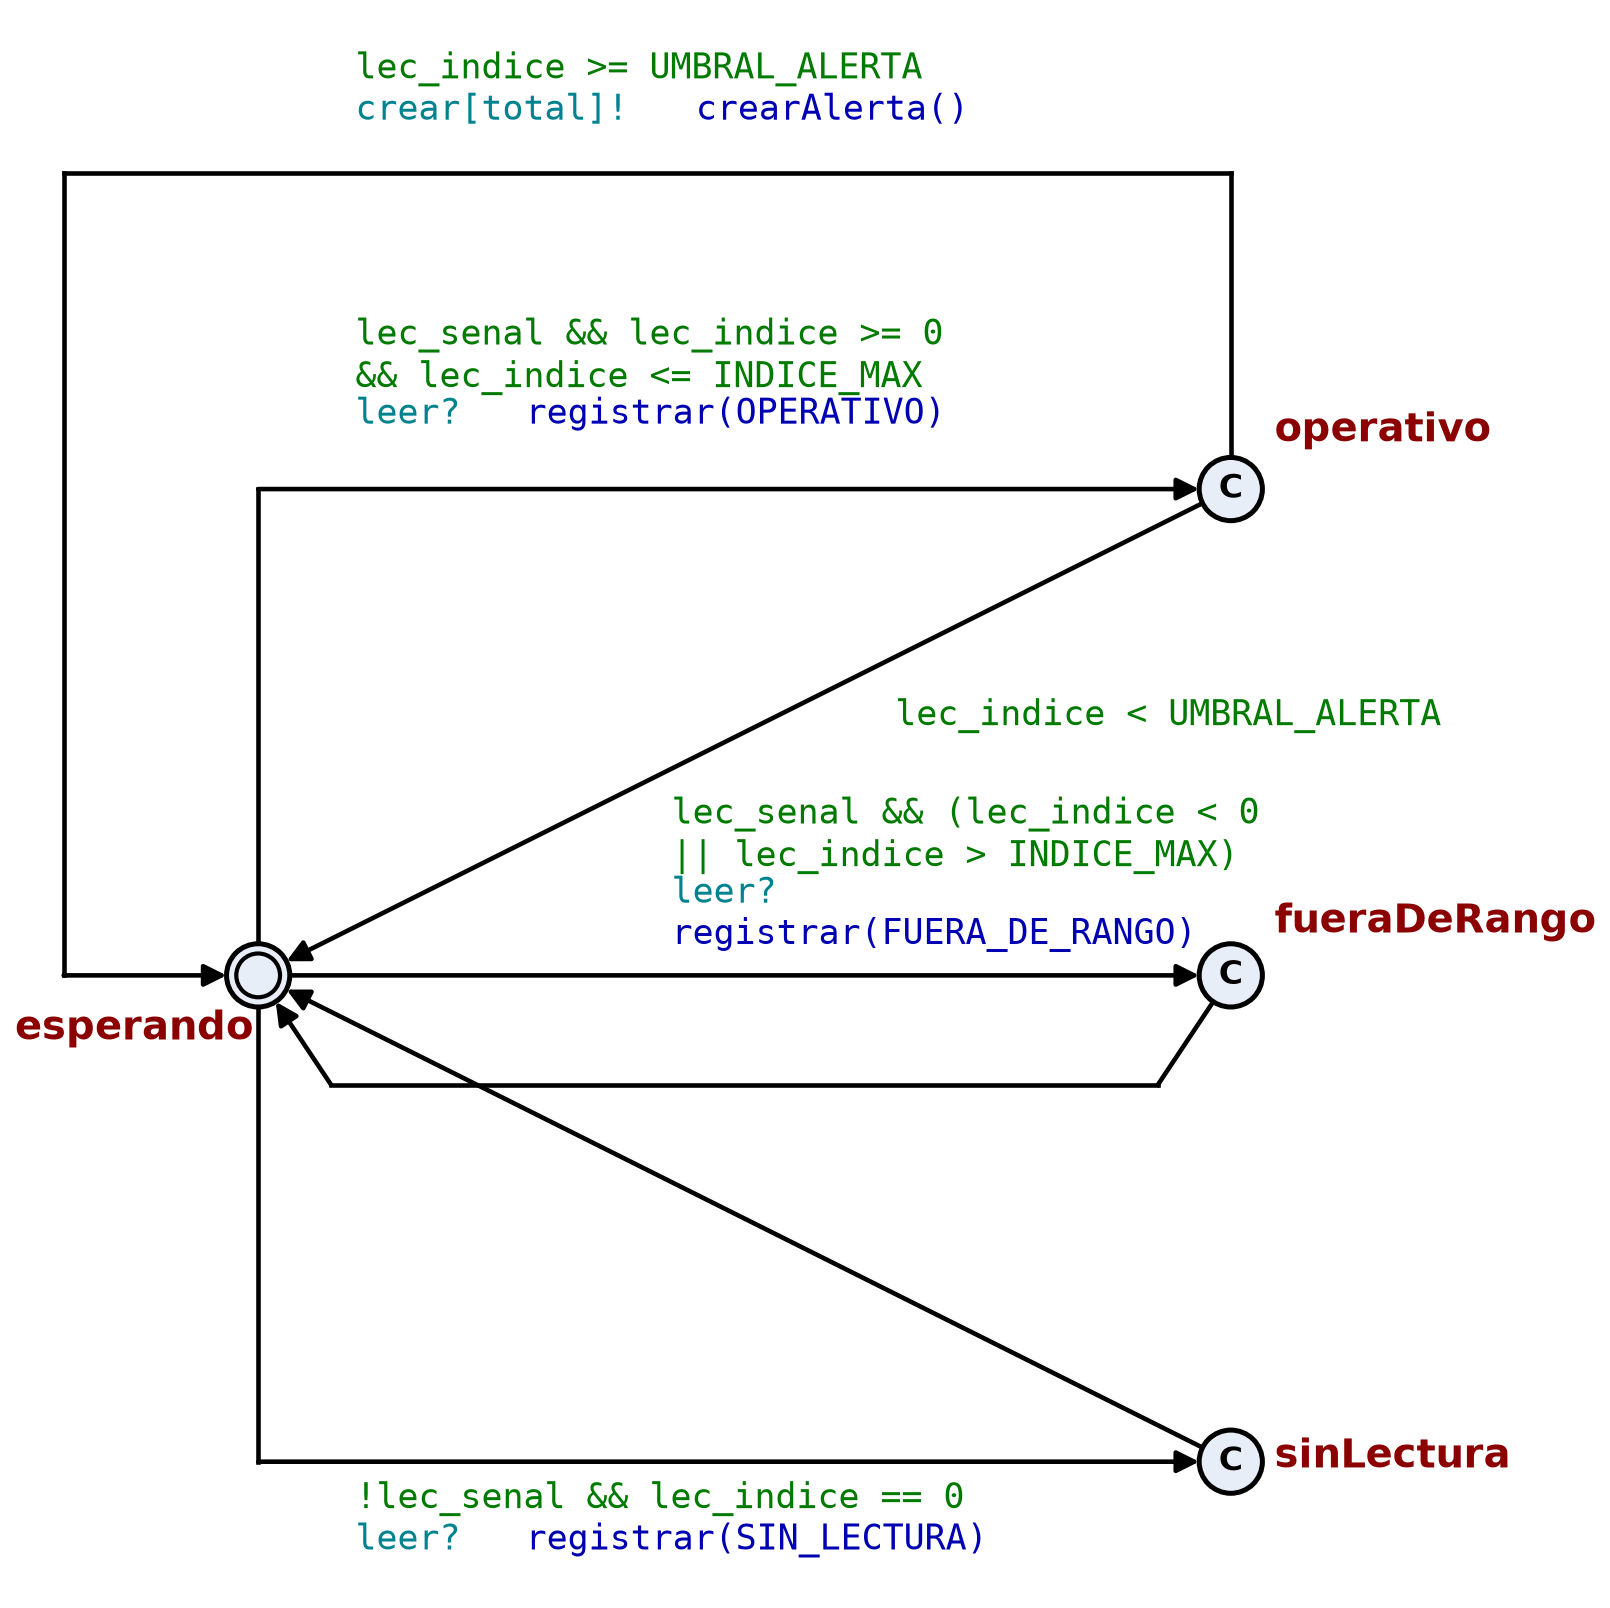 lec_indice >= UMBRAL_ALERTA
crear[total]! crearAlerta()
lec_senal && lec_indice >= 0
&& lec_indice <= INDICE_MAX
leer? registrar(OPERATIVO)
operativo
C
lec_indice < UMBRAL_ALERTA
lec_senal && (lec_indice < 0
|| lec_indice > INDICE_MAX)
leer?
registrar(FUERA_DE_RANGO)
fueraDeRango
C
esperando
sinLectura
C
!lec_senal && lec_indice == 0
leer? registrar(SIN_LECTURA)